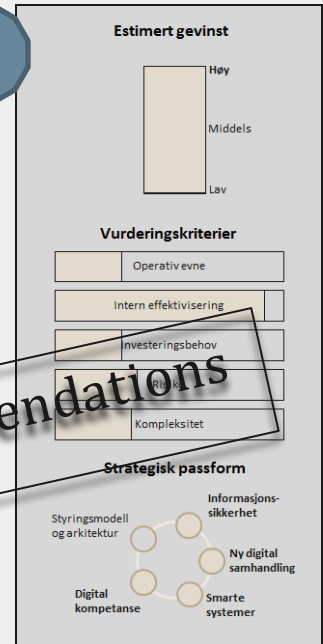 Estimert gevinst
Høy
Middels
Lav
Vurderingskriterier
Operativ evne
Intern effektivisering
Investeringsbehov
Risiko
endations
Kompleksitet
Strategisk passform
Informasjons-
sikkerhet
Styringsmodell
og arkitektur
Ny digital
samhandling
Digital
kompetanse
Smarte
systemer